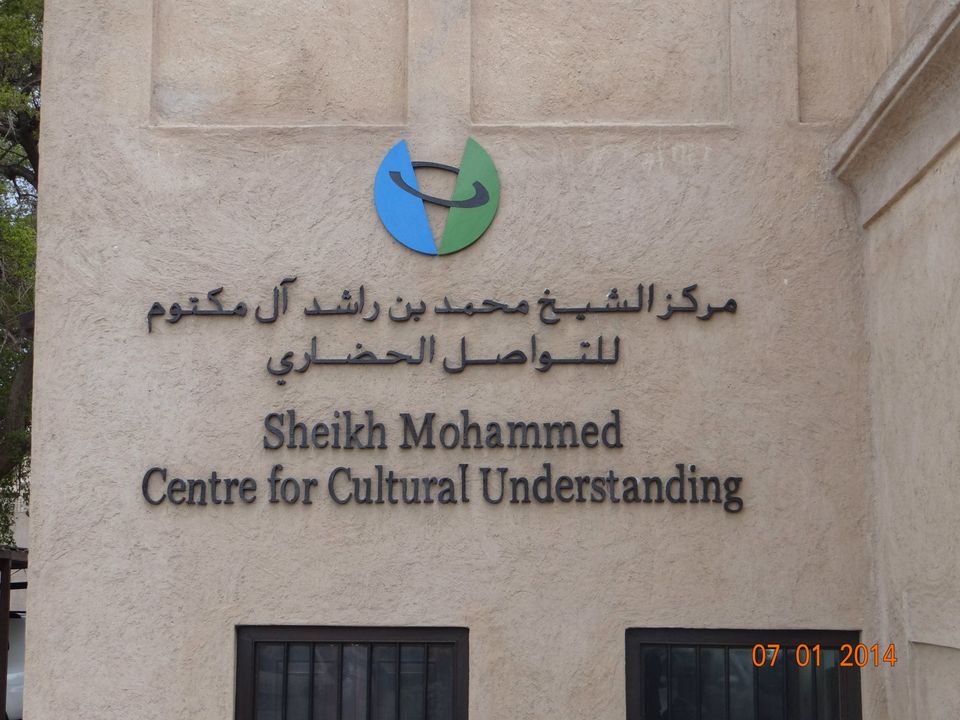 مركز الشيخ محمد بن راشد آل مكتوم
للتواصل الحضاري
Sheikh Mohammed
Centre for Cultural Understanding
07 01 2014